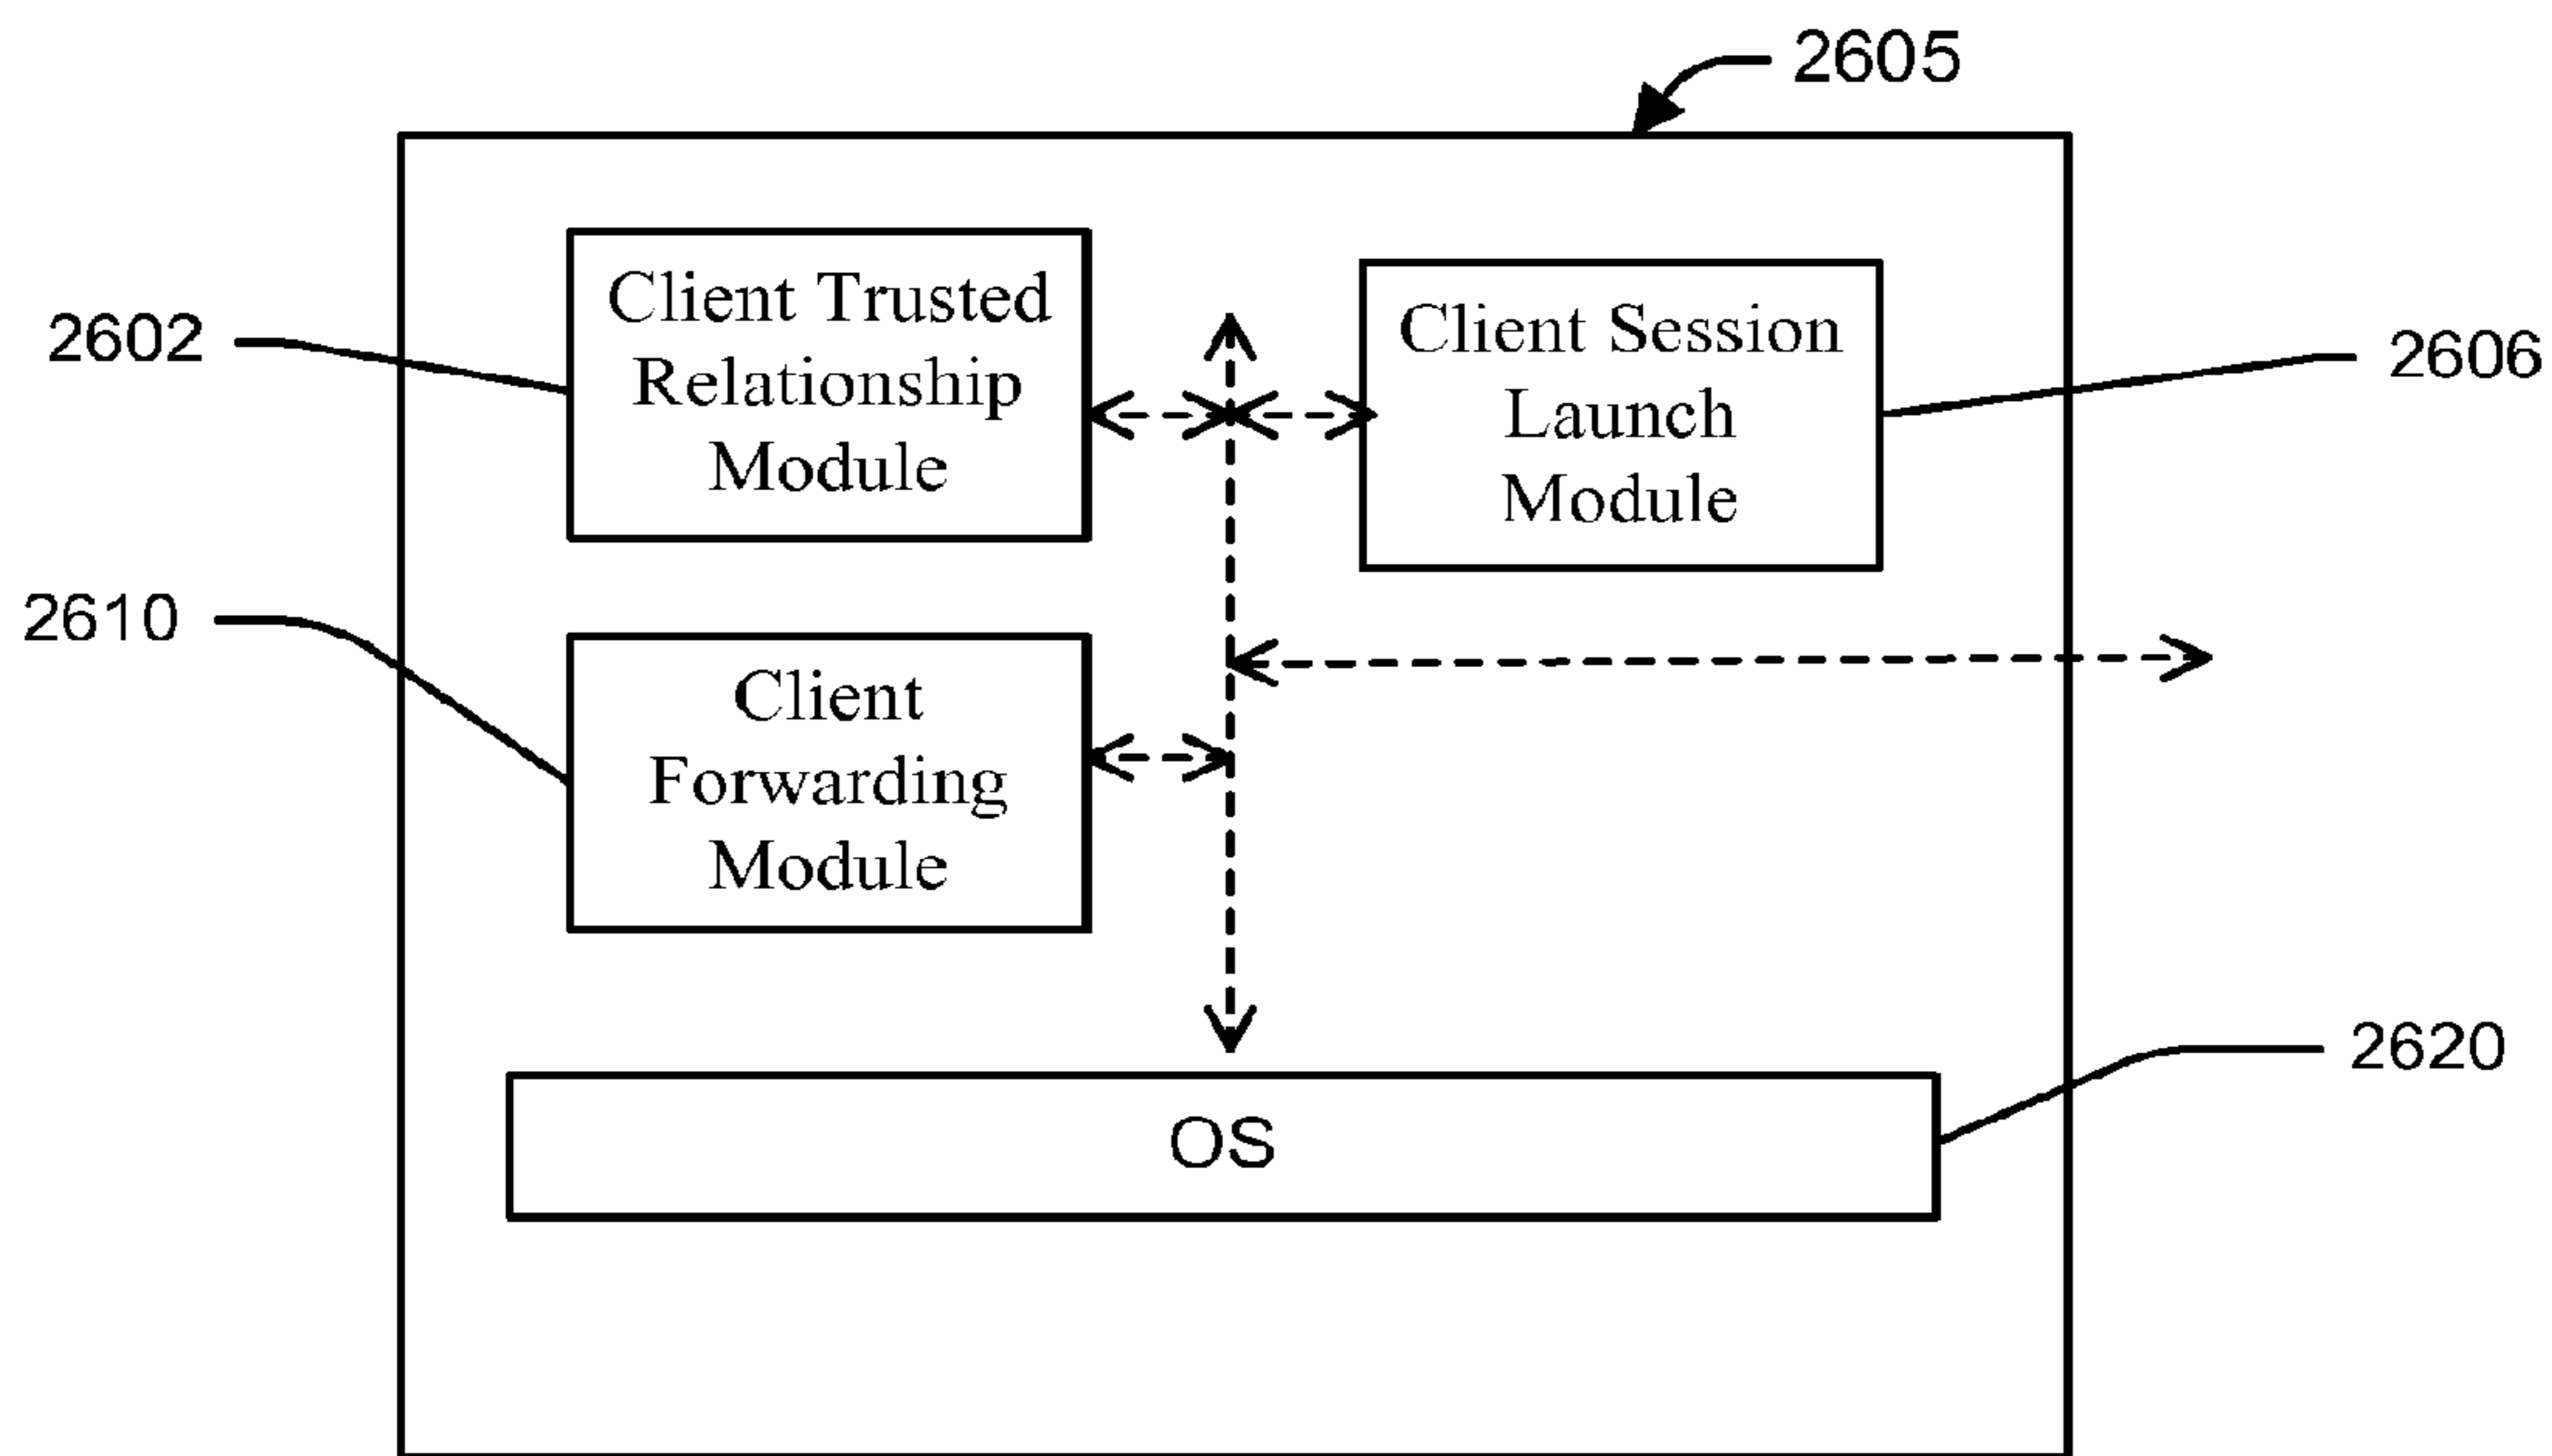 2605
Client Trusted
Relationship
Module
2602
Client Session
Launch
Module
2606
2610
Client
Forwarding
Module
2620
OS